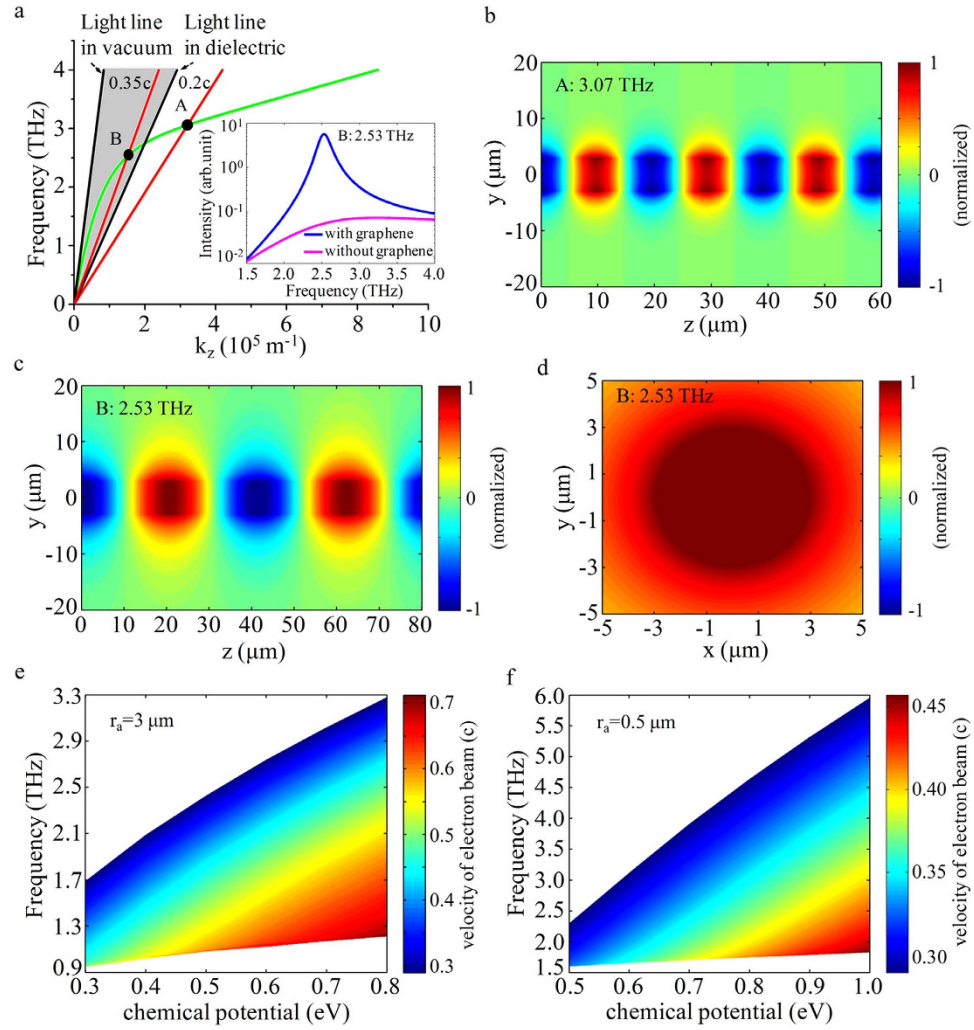 a
Light line
in vacuum
Light line
in dielectric
0.35c
0.2c
A
B
4
3
2
1
0
Frequency (THz)
0 2 4 6 8 10
k_z (10^5 m^-1)
B: 2.53 THz
10^1
10^0
10^-1
10^-2
Intensity (arb.unit)
with graphene
without graphene
1.5 2.0 2.5 3.0 3.5 4.0
Frequency (THz)
b
A: 3.07 THz
20
10
0
-10
-20
y (μm)
0 10 20 30 40 50 60
z (μm)
1
0
-1
(normalized)
c
B: 2.53 THz
20
10
0
-10
-20
y (μm)
0 10 20 30 40 50 60 70 80
z (μm)
1
0
-1
(normalized)
d
B: 2.53 THz
5
3
1
-1
-3
-5
y (μm)
-5 -3 -1 1 3 5
x (μm)
1
0
-1
(normalized)
e
r_a=3 μm
3.3
2.9
2.5
2.1
1.7
1.3
0.9
Frequency (THz)
0.3 0.4 0.5 0.6 0.7 0.8
chemical potential (eV)
0.7
0.6
0.5
0.4
0.3
velocity of electron beam (c)
f
r_a=0.5 μm
6.0
5.5
5.0
4.5
4.0
3.5
3.0
2.5
2.0
1.5
Frequency (THz)
0.5 0.6 0.7 0.8 0.9 1.0
chemical potential (eV)
0.45
0.40
0.35
0.30
velocity of electron beam (c)